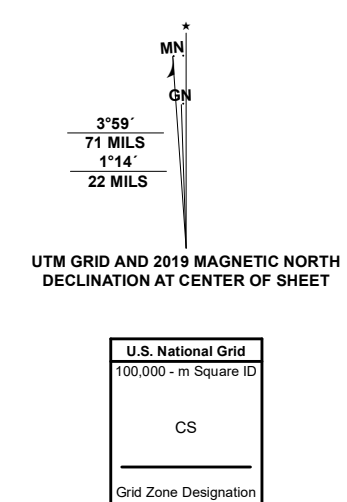 ★
MN
GN
3°59´
71 MILS
1°14´
22 MILS
UTM GRID AND 2019 MAGNETIC NORTH
DECLINATION AT CENTER OF SHEET
U.S. National Grid
100,000 - m Square ID
CS
Grid Zone Designation